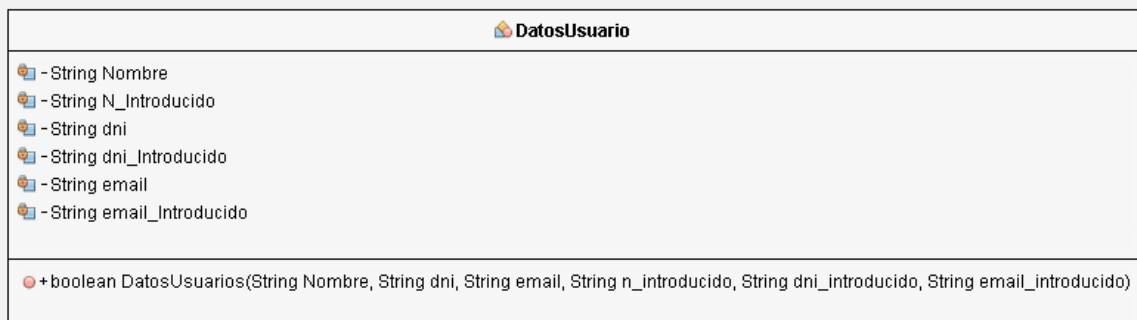 DatosUsuario
- String Nombre
- String N_Introducido
- String dni
- String dni_Introducido
- String email
- String email_Introducido
+ boolean DatosUsuarios(String Nombre, String dni, String email, String n_introducido, String dni_introducido, String email_introducido)